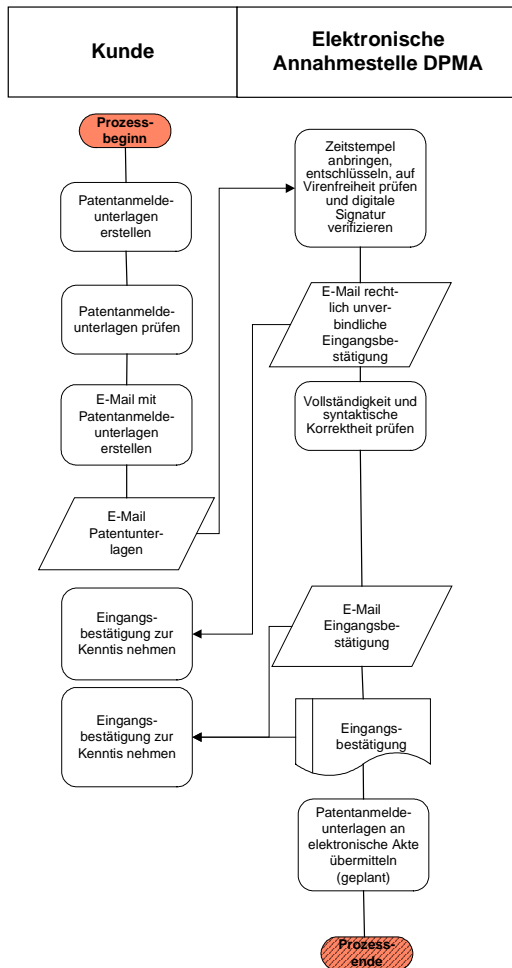 Kunde
Elektronische
Annahmestelle DPMA
Prozess-
beginn
Patentanmelde-
unterlagen
erstellen
Patentanmelde-
unterlagen prüfen
E-Mail mit
Patentanmelde-
unterlagen
erstellen
E-Mail
Patentunter-
lagen
Zeitstempel
anbringen,
entschlüsseln, auf
Virenfreiheit prüfen
und digitale
Signatur
verifizieren
E-Mail recht-
lich unver-
bindliche
Eingangsbe-
stätigung
Vollständigkeit und
syntaktische
Korrektheit prüfen
Eingangs-
bestätigung zur
Kenntis nehmen
E-Mail
Eingangsbe-
stätigung
Eingangs-
bestätigung zur
Kenntis nehmen
Eingangs-
bestätigung
Patentanmelde-
unterlagen an
elektronische Akte
übermitteln
(geplant)
Prozess-
ende